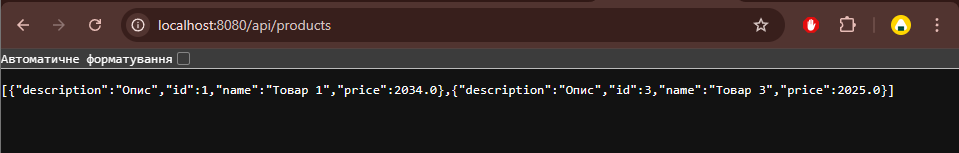 localhost:8080/api/products
Автоматичне форматування
[{"description":"Опис","id":1,"name":"Товар 1","price":2034.0},{"description":"Опис","id":3,"name":"Товар 3","price":2025.0}]